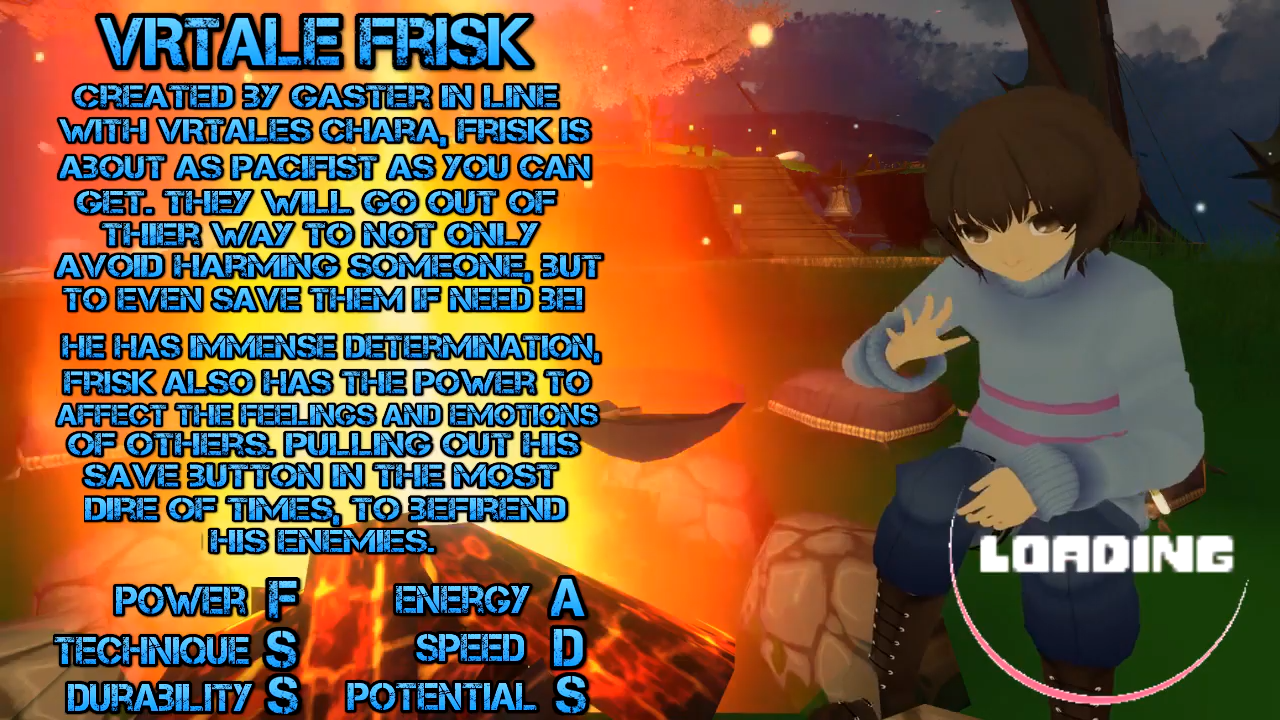 VRTALE FRISK
CREATED BY GASTER IN LINE
WITH VRTALES CHARA, FRISK IS
ABOUT AS PACIFIST AS YOU CAN
GET. THEY WILL GO OUT OF
THIER WAY TO NOT ONLY
AVOID HARMING SOMEONE, BUT
TO EVEN SAVE THEM IF NEED BE!
HE HAS IMMENSE DETERMINATION,
FRISK ALSO HAS THE POWER TO
AFFECT THE FEELINGS AND EMOTIONS
OF OTHERS. PULLING OUT HIS
SAVE BUTTON IN THE MOST
DIRE OF TIMES, TO BEFIREND
HIS ENEMIES.
POWER F ENERGY A
TECHNIQUE S SPEED D
DURABILITY S POTENTIAL S
LOADING